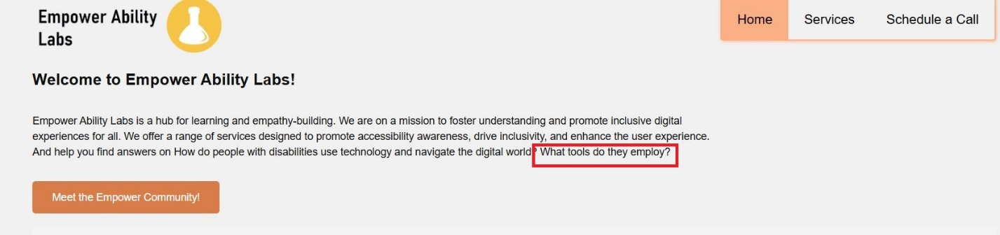 Empower Ability
Labs
Home
Services
Schedule a Call
Welcome to Empower Ability Labs!
Empower Ability Labs is a hub for learning and empathy-building. We are on a mission to foster understanding and promote inclusive digital
experiences for all. We offer a range of services designed to promote accessibility awareness, drive inclusivity, and enhance the user experience.
And help you find answers on How do people with disabilities use technology and navigate the digital world? What tools do they employ?
Meet the Empower Community!